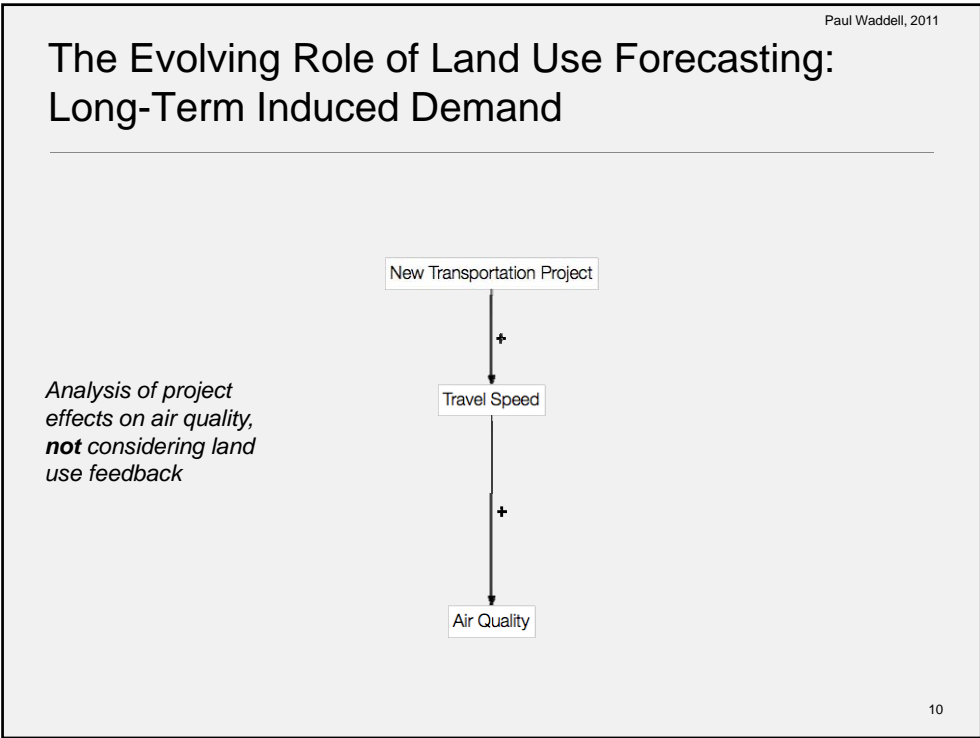 Paul Waddell, 2011
The Evolving Role of Land Use Forecasting:
Long-Term Induced Demand
New Transportation Project
+
Analysis of project
effects on air quality,
not considering land
use feedback
Travel Speed
+
Air Quality
10